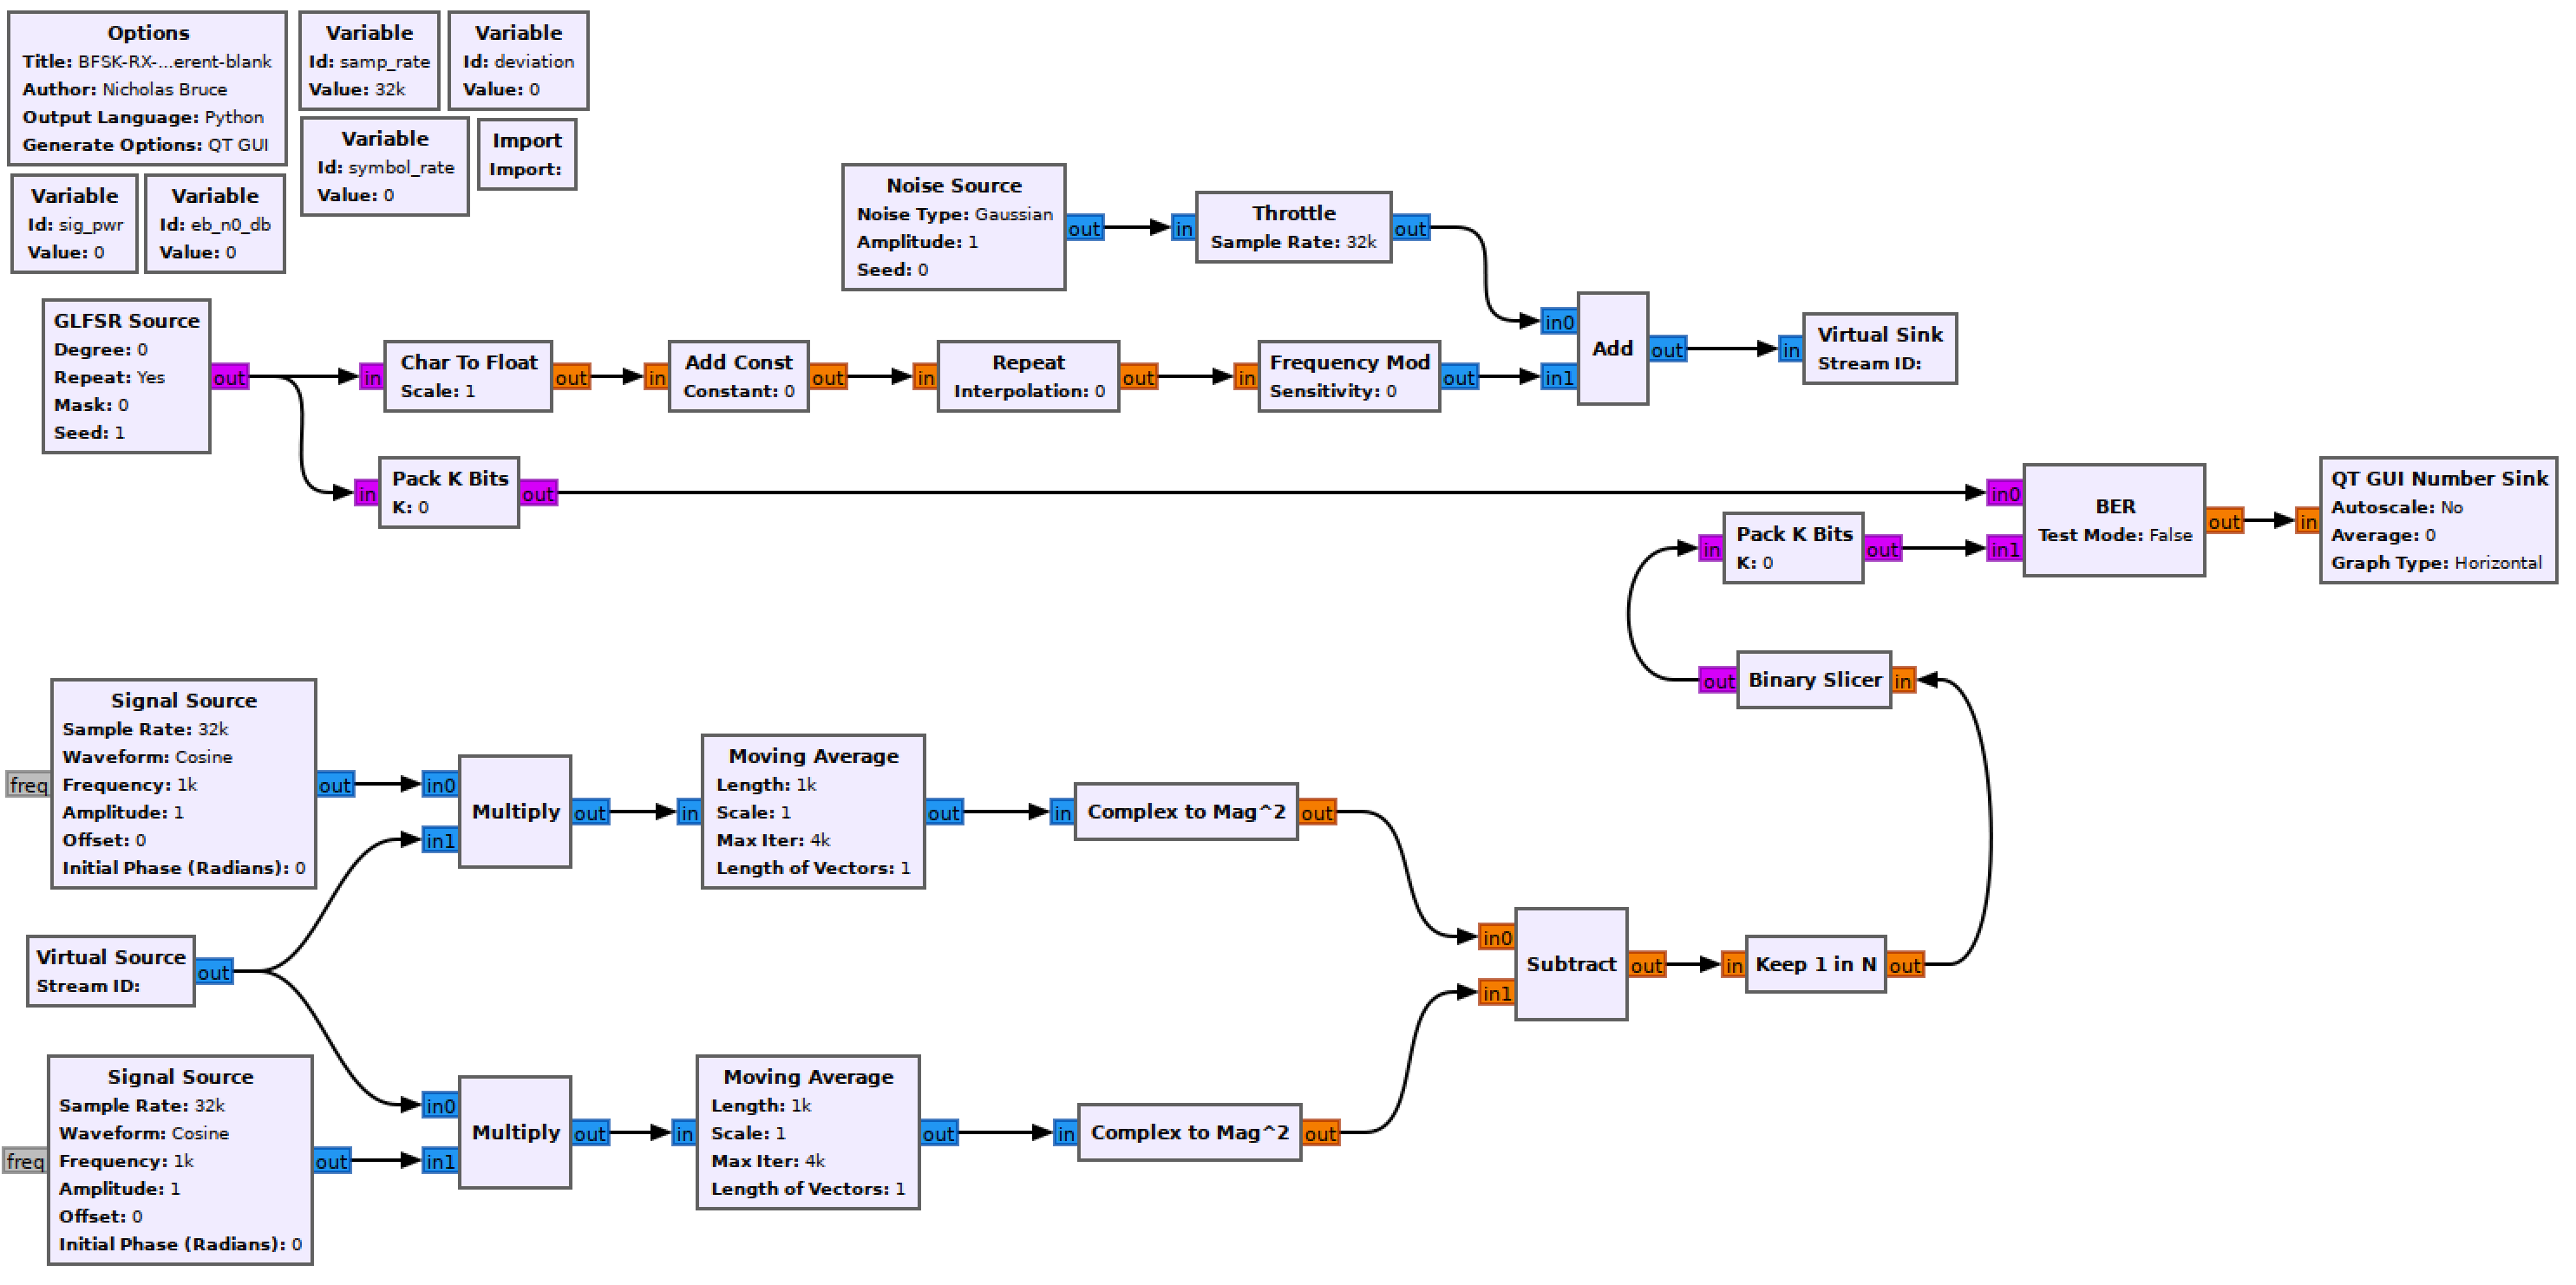 Options
Title: BFSK-RX-...erent-blank
Author: Nicholas Bruce
Output Language: Python
Generate Options: QT GUI
Variable
Id: samp_rate
Value: 32k
Variable
Id: deviation
Value: 0
Variable
Id: symbol_rate
Value: 0
Import
Import:
Variable
Id: sig_pwr
Value: 0
Variable
Id: eb_n0_db
Value: 0
Noise Source
Noise Type: Gaussian
Amplitude: 1
Seed: 0
out
in
Throttle
Sample Rate: 32k
out
GLFSR Source
Degree: 0
Repeat: Yes
Mask: 0
Seed: 1
out
in
Char To Float
Scale: 1
out
in
Add Const
Constant: 0
out
in
Repeat
Interpolation: 0
out
in
Frequency Mod
Sensitivity: 0
out
in0
in1
Add
out
in
Virtual Sink
Stream ID:
in
Pack K Bits
K: 0
out
in0
in1
BER
Test Mode: False
out
in
QT GUI Number Sink
Autoscale: No
Average: 0
Graph Type: Horizontal
in
Pack K Bits
K: 0
out
out
Binary Slicer
in
Signal Source
Sample Rate: 32k
Waveform: Cosine
Frequency: 1k
Amplitude: 1
Offset: 0
Initial Phase (Radians): 0
freq
out
in0
in1
Multiply
out
in
Moving Average
Length: 1k
Scale: 1
Max Iter: 4k
Length of Vectors: 1
out
in
Complex to Mag^2
out
Virtual Source
Stream ID:
out
in0
in1
Subtract
out
in
Keep 1 in N
out
Signal Source
Sample Rate: 32k
Waveform: Cosine
Frequency: 1k
Amplitude: 1
Offset: 0
Initial Phase (Radians): 0
freq
out
in0
in1
Multiply
out
in
Moving Average
Length: 1k
Scale: 1
Max Iter: 4k
Length of Vectors: 1
out
in
Complex to Mag^2
out